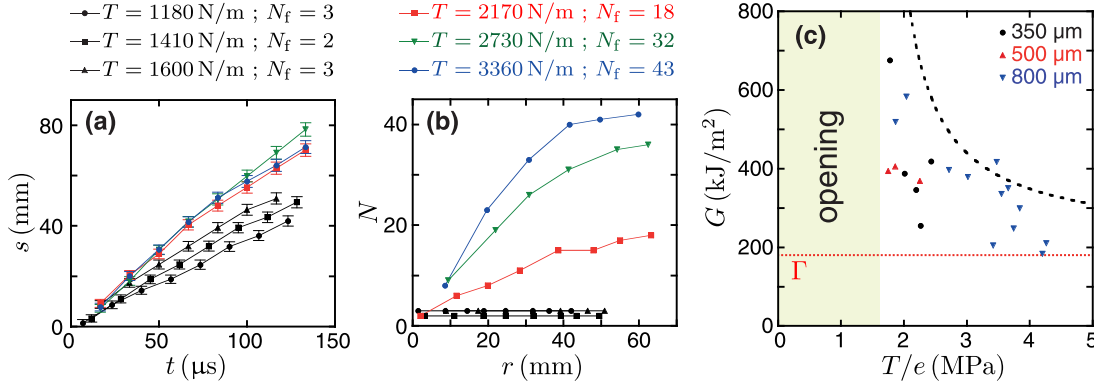 T = 1180 N/m ; N_f = 3
T = 1410 N/m ; N_f = 2
T = 1600 N/m ; N_f = 3
T = 2170 N/m ; N_f = 18
T = 2730 N/m ; N_f = 32
T = 3360 N/m ; N_f = 43
(a)
80
40
0
s (mm)
0 50 100 150
t (μs)
(b)
40
20
0
N
0 20 40 60
r (mm)
(c)
350 μm
500 μm
800 μm
opening
Γ
800
600
400
200
0
G (kJ/m²)
0 1 2 3 4 5
T/e (MPa)